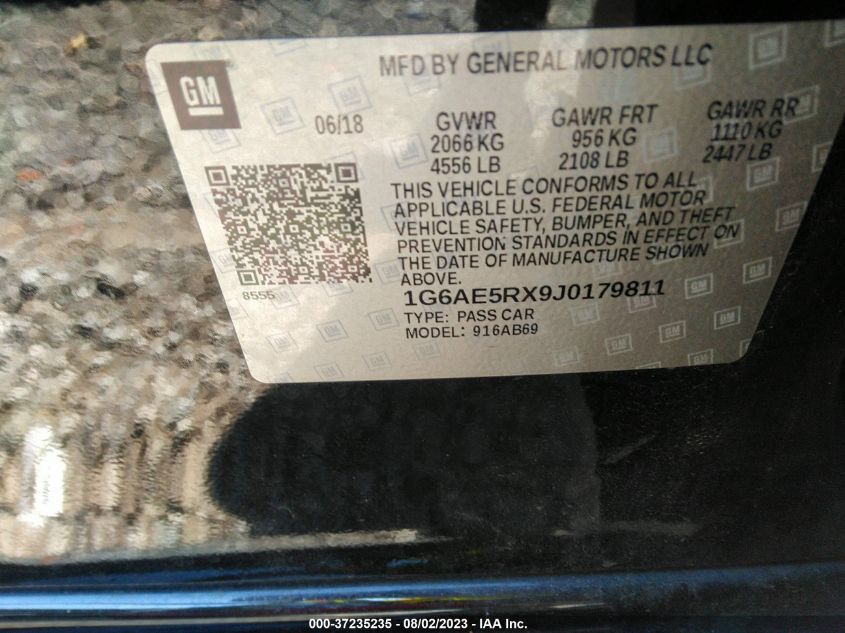 MFD BY GENERAL MOTORS LLC
GM
06/18 GVWR GAWR FRT GAWR RR
2066 KG 956 KG 1110 KG
4556 LB 2108 LB 2447 LB
THIS VEHICLE CONFORMS TO ALL
APPLICABLE U.S. FEDERAL MOTOR
VEHICLE SAFETY, BUMPER, AND THEFT
PREVENTION STANDARDS IN EFFECT ON
THE DATE OF MANUFACTURE SHOWN
ABOVE.
8555
1G6AE5RX9J0179811
TYPE: PASS CAR
MODEL: 916AB69
000-37235235 - 08/02/2023 - IAA Inc.